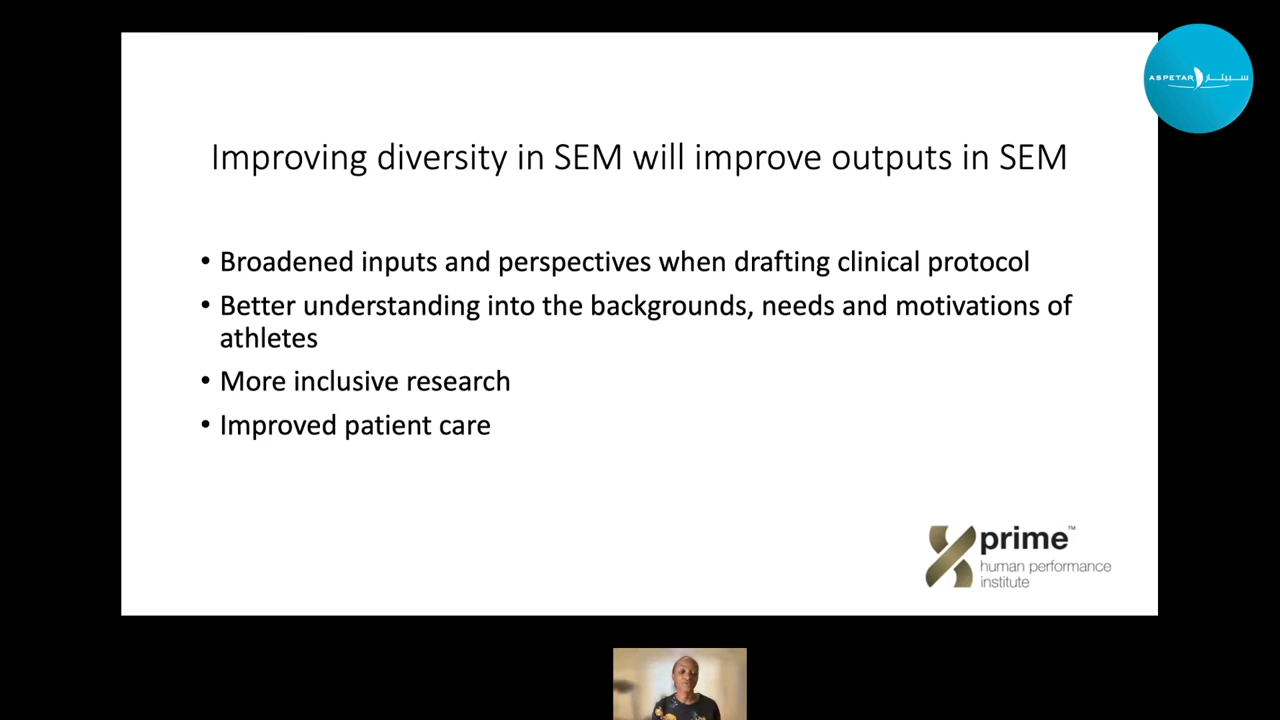 ASPETAR سبيتار
Improving diversity in SEM will improve outputs in SEM
• Broadened inputs and perspectives when drafting clinical protocol
• Better understanding into the backgrounds, needs and motivations of
athletes
• More inclusive research
• Improved patient care
prime™
human performance
institute